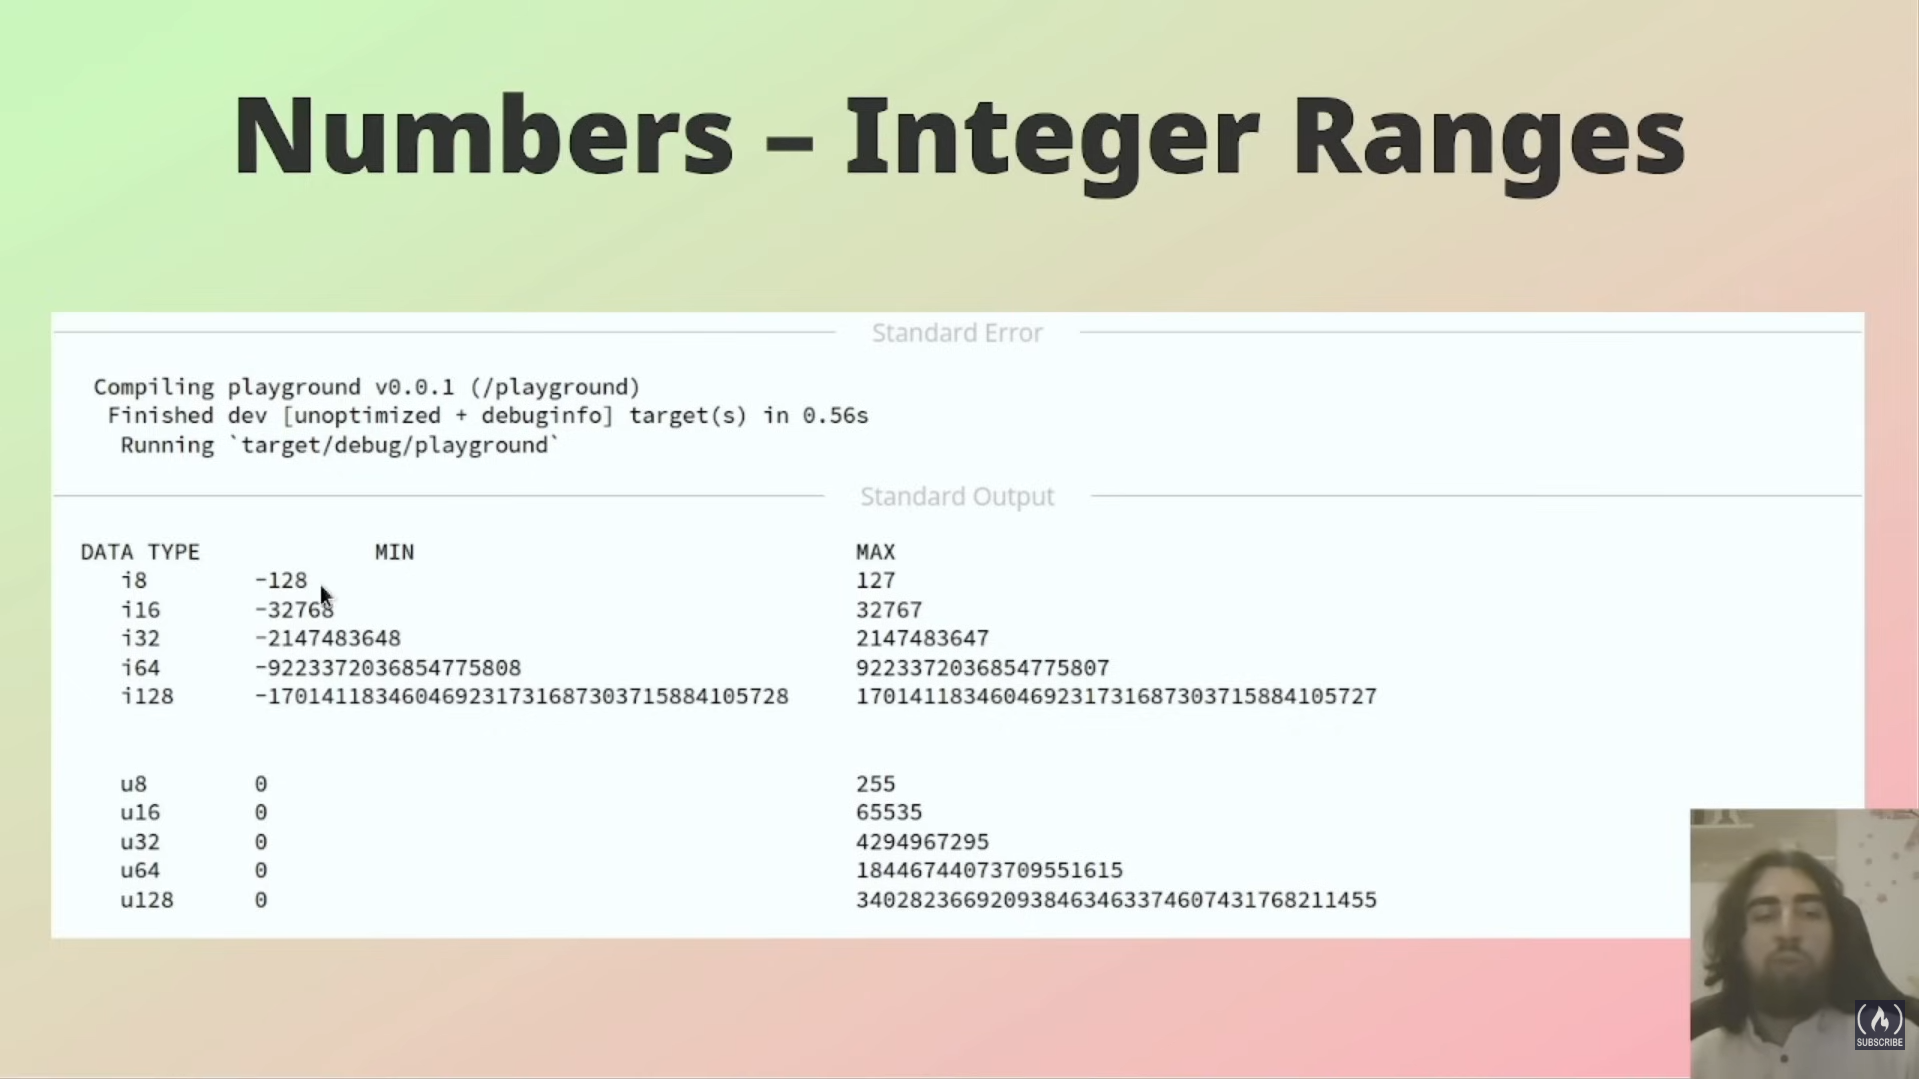 Numbers – Integer Ranges
Standard Error
Compiling playground v0.0.1 (/playground)
Finished dev [unoptimized + debuginfo] target(s) in 0.56s
Running `target/debug/playground`
Standard Output
DATA TYPE MIN MAX
i8 -128 127
i16 -32768 32767
i32 -2147483648 2147483647
i64 -9223372036854775808 9223372036854775807
i128 -170141183460469231731687303715884105728 170141183460469231731687303715884105727
u8 0 255
u16 0 65535
u32 0 4294967295
u64 0 18446744073709551615
u128 0 340282366920938463463374607431768211455
SUBSCRIBE